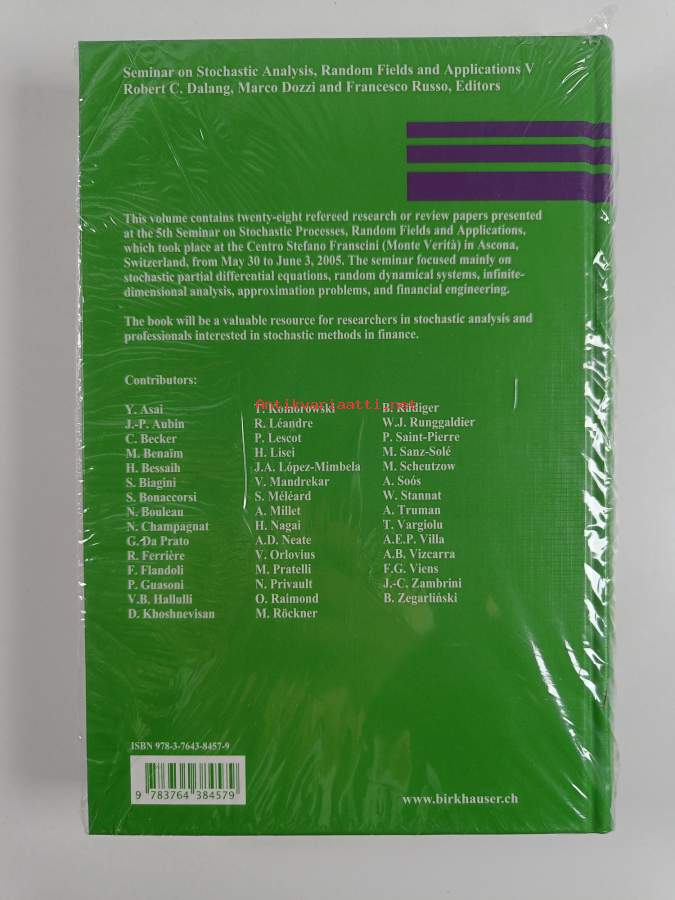 Seminar on Stochastic Analysis, Random Fields and Applications V
Robert C. Dalang, Marco Dozzi and Francesco Russo, Editors
This volume contains twenty-eight refereed research or review papers presented
at the 5th Seminar on Stochastic Processes, Random Fields and Applications,
which took place at the Centro Stefano Franscini (Monte Verità) in Ascona,
Switzerland, from May 30 to June 3, 2005. The seminar focused mainly on
stochastic partial differential equations, random dynamical systems, infinite-
dimensional analysis, approximation problems, and financial engineering.
The book will be a valuable resource for researchers in stochastic analysis and
professionals interested in stochastic methods in finance.
Contributors:
Y. Asai
J.-P. Aubin
C. Becker
M. Benaïm
H. Bessaih
S. Biagini
S. Bonaccorsi
N. Bouleau
N. Champagnat
G. Da Prato
R. Ferrière
F. Flandoli
P. Guasoni
V.B. Hallulli
D. Khoshnevisan
T. Komorowski
R. Léandre
P. Lescot
H. Lisei
J.A. López-Mimbela
V. Mandrekar
S. Méléard
A. Millet
H. Nagai
A.D. Neate
V. Orlovius
M. Pratelli
N. Privault
O. Raimond
M. Röckner
B. Rüdiger
W.J. Runggaldier
P. Saint-Pierre
M. Sanz-Solé
M. Scheutzow
A. Soós
W. Stannat
A. Truman
T. Vargiolu
A.E.P. Villa
A.B. Vizcarra
F.G. Viens
J.-C. Zambrini
B. Zegarliński
Antikvariaatti.net
ISBN 978-3-7643-8457-9
9 783764 384579
www.birkhauser.ch